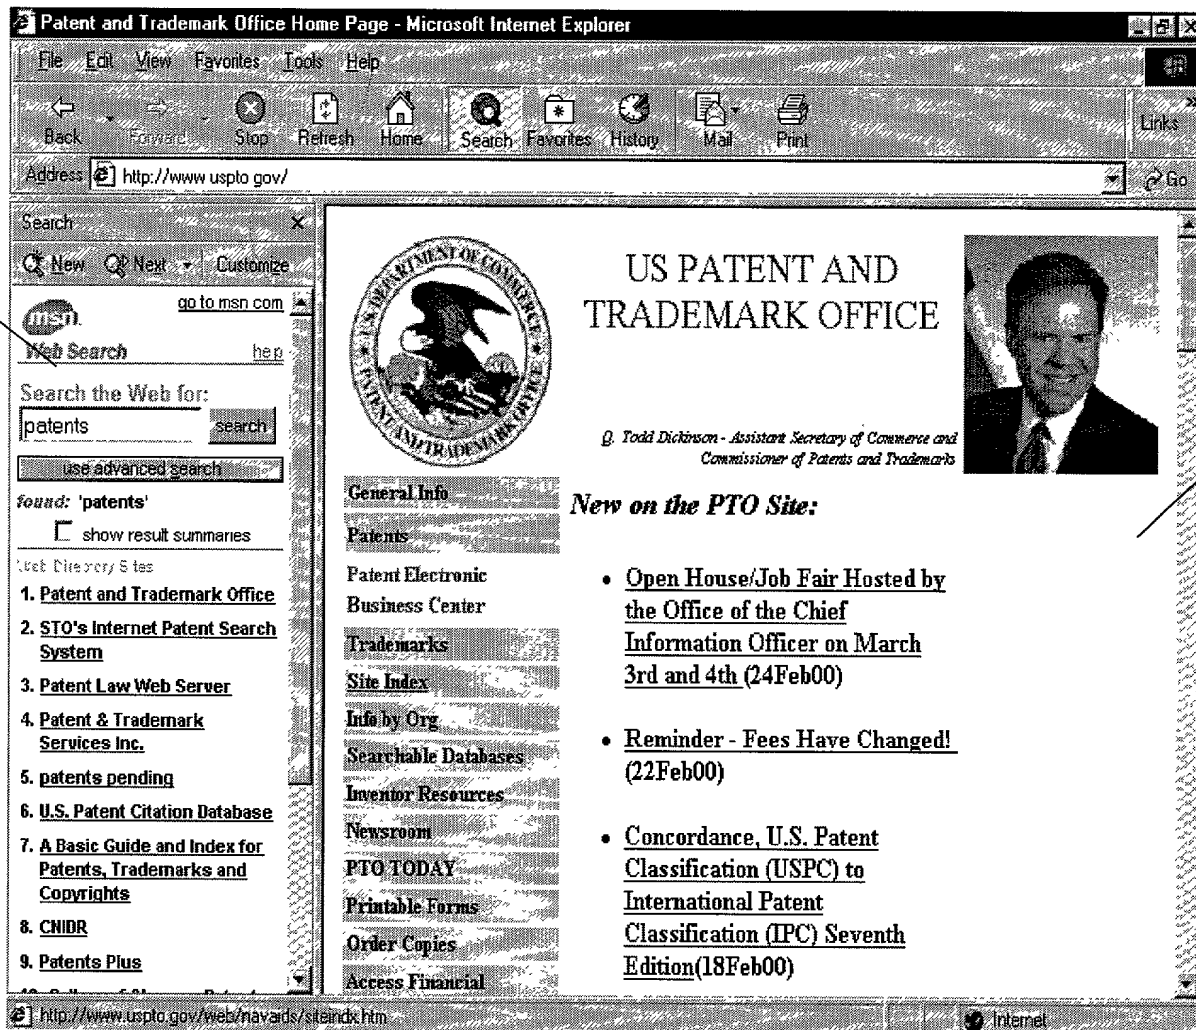 Patent and Trademark Office Home Page - Microsoft Internet Explorer
File Edit View Favorites Tools Help
Back Forward Stop Refresh Home Search Favorites History Mail Print Links
Address http://www uspto gov/ Go
Search
New Next Customize
go to msn com
msn
Web Search help
Search the Web for:
patents search
use advanced search
found: 'patents'
show result summaries
1. Patent and Trademark Office
2. STO's Internet Patent Search
System
3. Patent Law Web Server
4. Patent & Trademark
Services Inc.
5. patents pending
6. U.S. Patent Citation Database
7. A Basic Guide and Index for
Patents, Trademarks and
Copyrights
8. CNIDR
9. Patents Plus
U.S. DEPARTMENT OF COMMERCE
PATENT AND TRADEMARK OFFICE
US PATENT AND
TRADEMARK OFFICE
Q. Todd Dickinson - Assistant Secretary of Commerce and
Commissioner of Patents and Trademarks
General Info
Patents
Patent Electronic
Business Center
Trademarks
Site Index
Info by Org
Searchable Databases
Inventor Resources
Newsroom
PTO TODAY
Printable Forms
Order Copies
Access Financial
New on the PTO Site:
• Open House/Job Fair Hosted by
the Office of the Chief
Information Officer on March
3rd and 4th (24Feb00)
• Reminder - Fees Have Changed!
(22Feb00)
• Concordance, U.S. Patent
Classification (USPC) to
International Patent
Classification (IPC) Seventh
Edition(18Feb00)
http://www.uspto.gov/web/navaids/siteindx.htm Internet